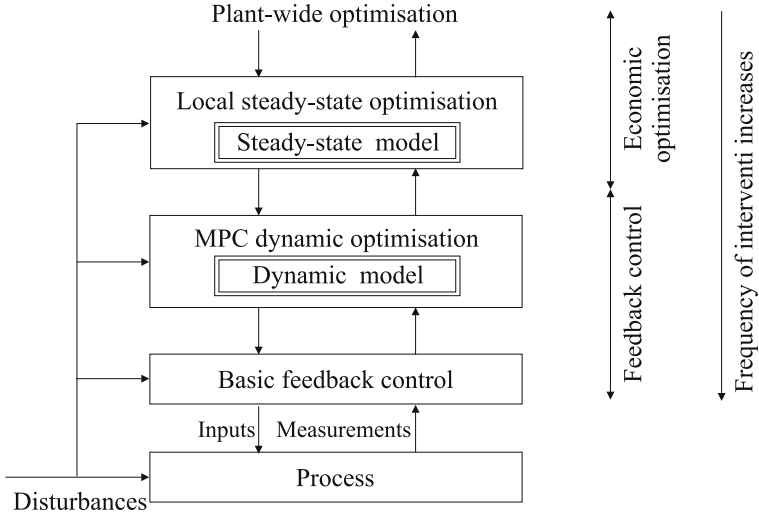 Plant-wide optimisation
Local steady-state optimisation
Steady-state model
MPC dynamic optimisation
Dynamic model
Basic feedback control
Inputs
Measurements
Process
Disturbances
Economic
optimisation
Feedback control
Frequency of interventi increases